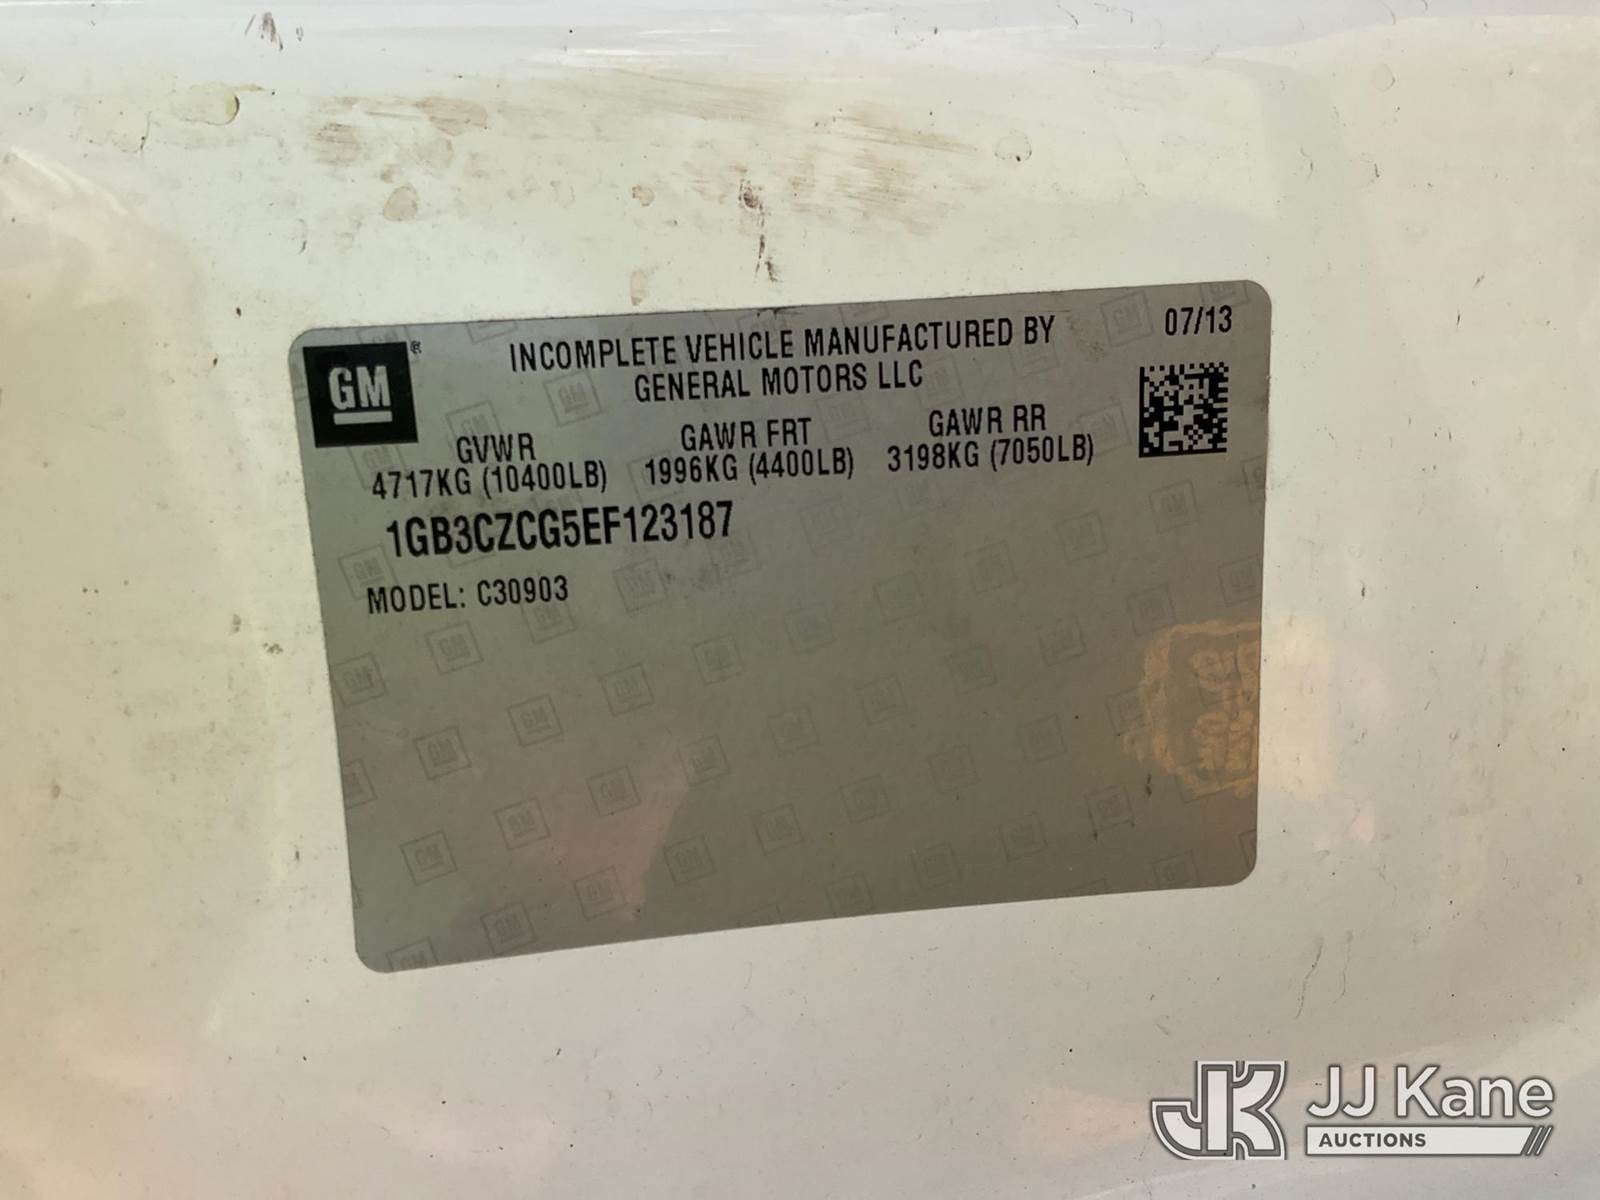 GM®
INCOMPLETE VEHICLE MANUFACTURED BY
GENERAL MOTORS LLC
07/13
GVWR
4717KG (10400LB)
GAWR FRT
1996KG (4400LB)
GAWR RR
3198KG (7050LB)
1GB3CZCG5EF123187
MODEL: C30903
JK JJ Kane
AUCTIONS